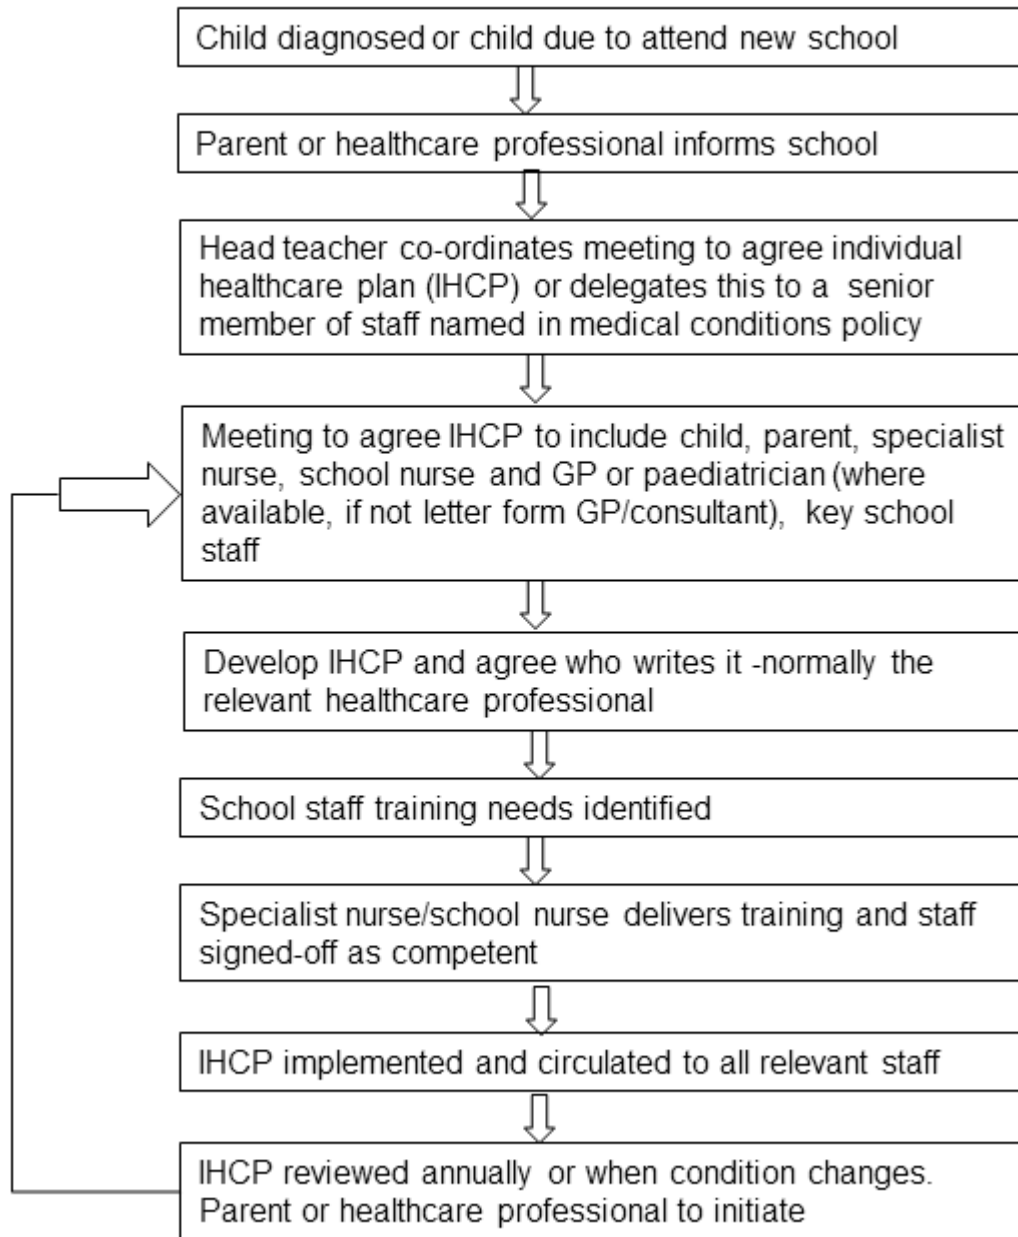 Child diagnosed or child due to attend new school
Parent or healthcare professional informs school
Head teacher co-ordinates meeting to agree individual
healthcare plan (IHCP) or delegates this to a senior
member of staff named in medical conditions policy
Meeting to agree IHCP to include child, parent, specialist
nurse, school nurse and GP or paediatrician (where
available, if not letter form GP/consultant), key school
staff
Develop IHCP and agree who writes it -normally the
relevant healthcare professional
School staff training needs identified
Specialist nurse/school nurse delivers training and staff
signed-off as competent
IHCP implemented and circulated to all relevant staff
IHCP reviewed annually or when condition changes.
Parent or healthcare professional to initiate